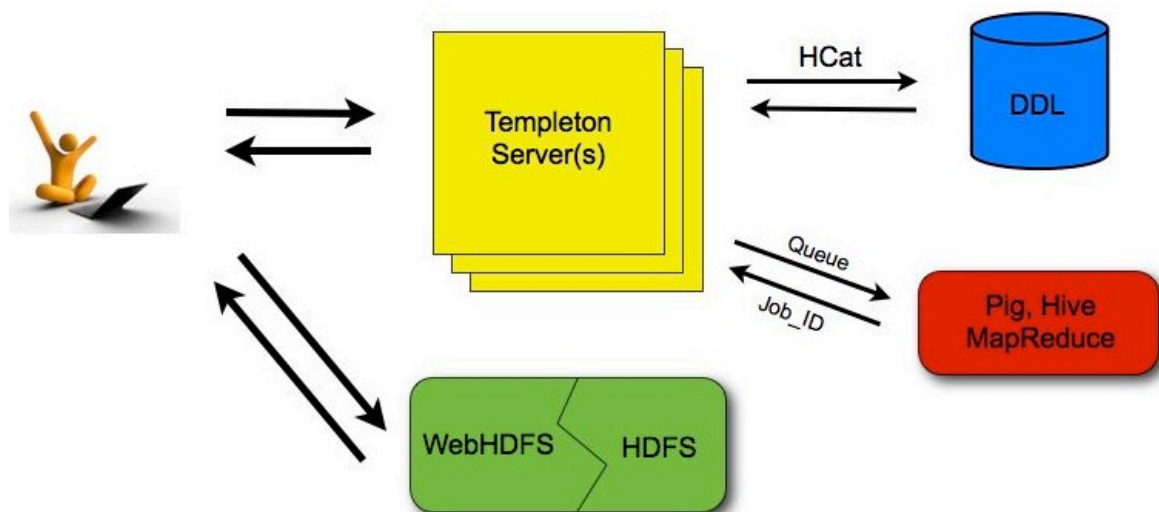 HCat
DDL
Templeton
Server(s)
Queue
Job_ID
Pig, Hive
MapReduce
WebHDFS
HDFS